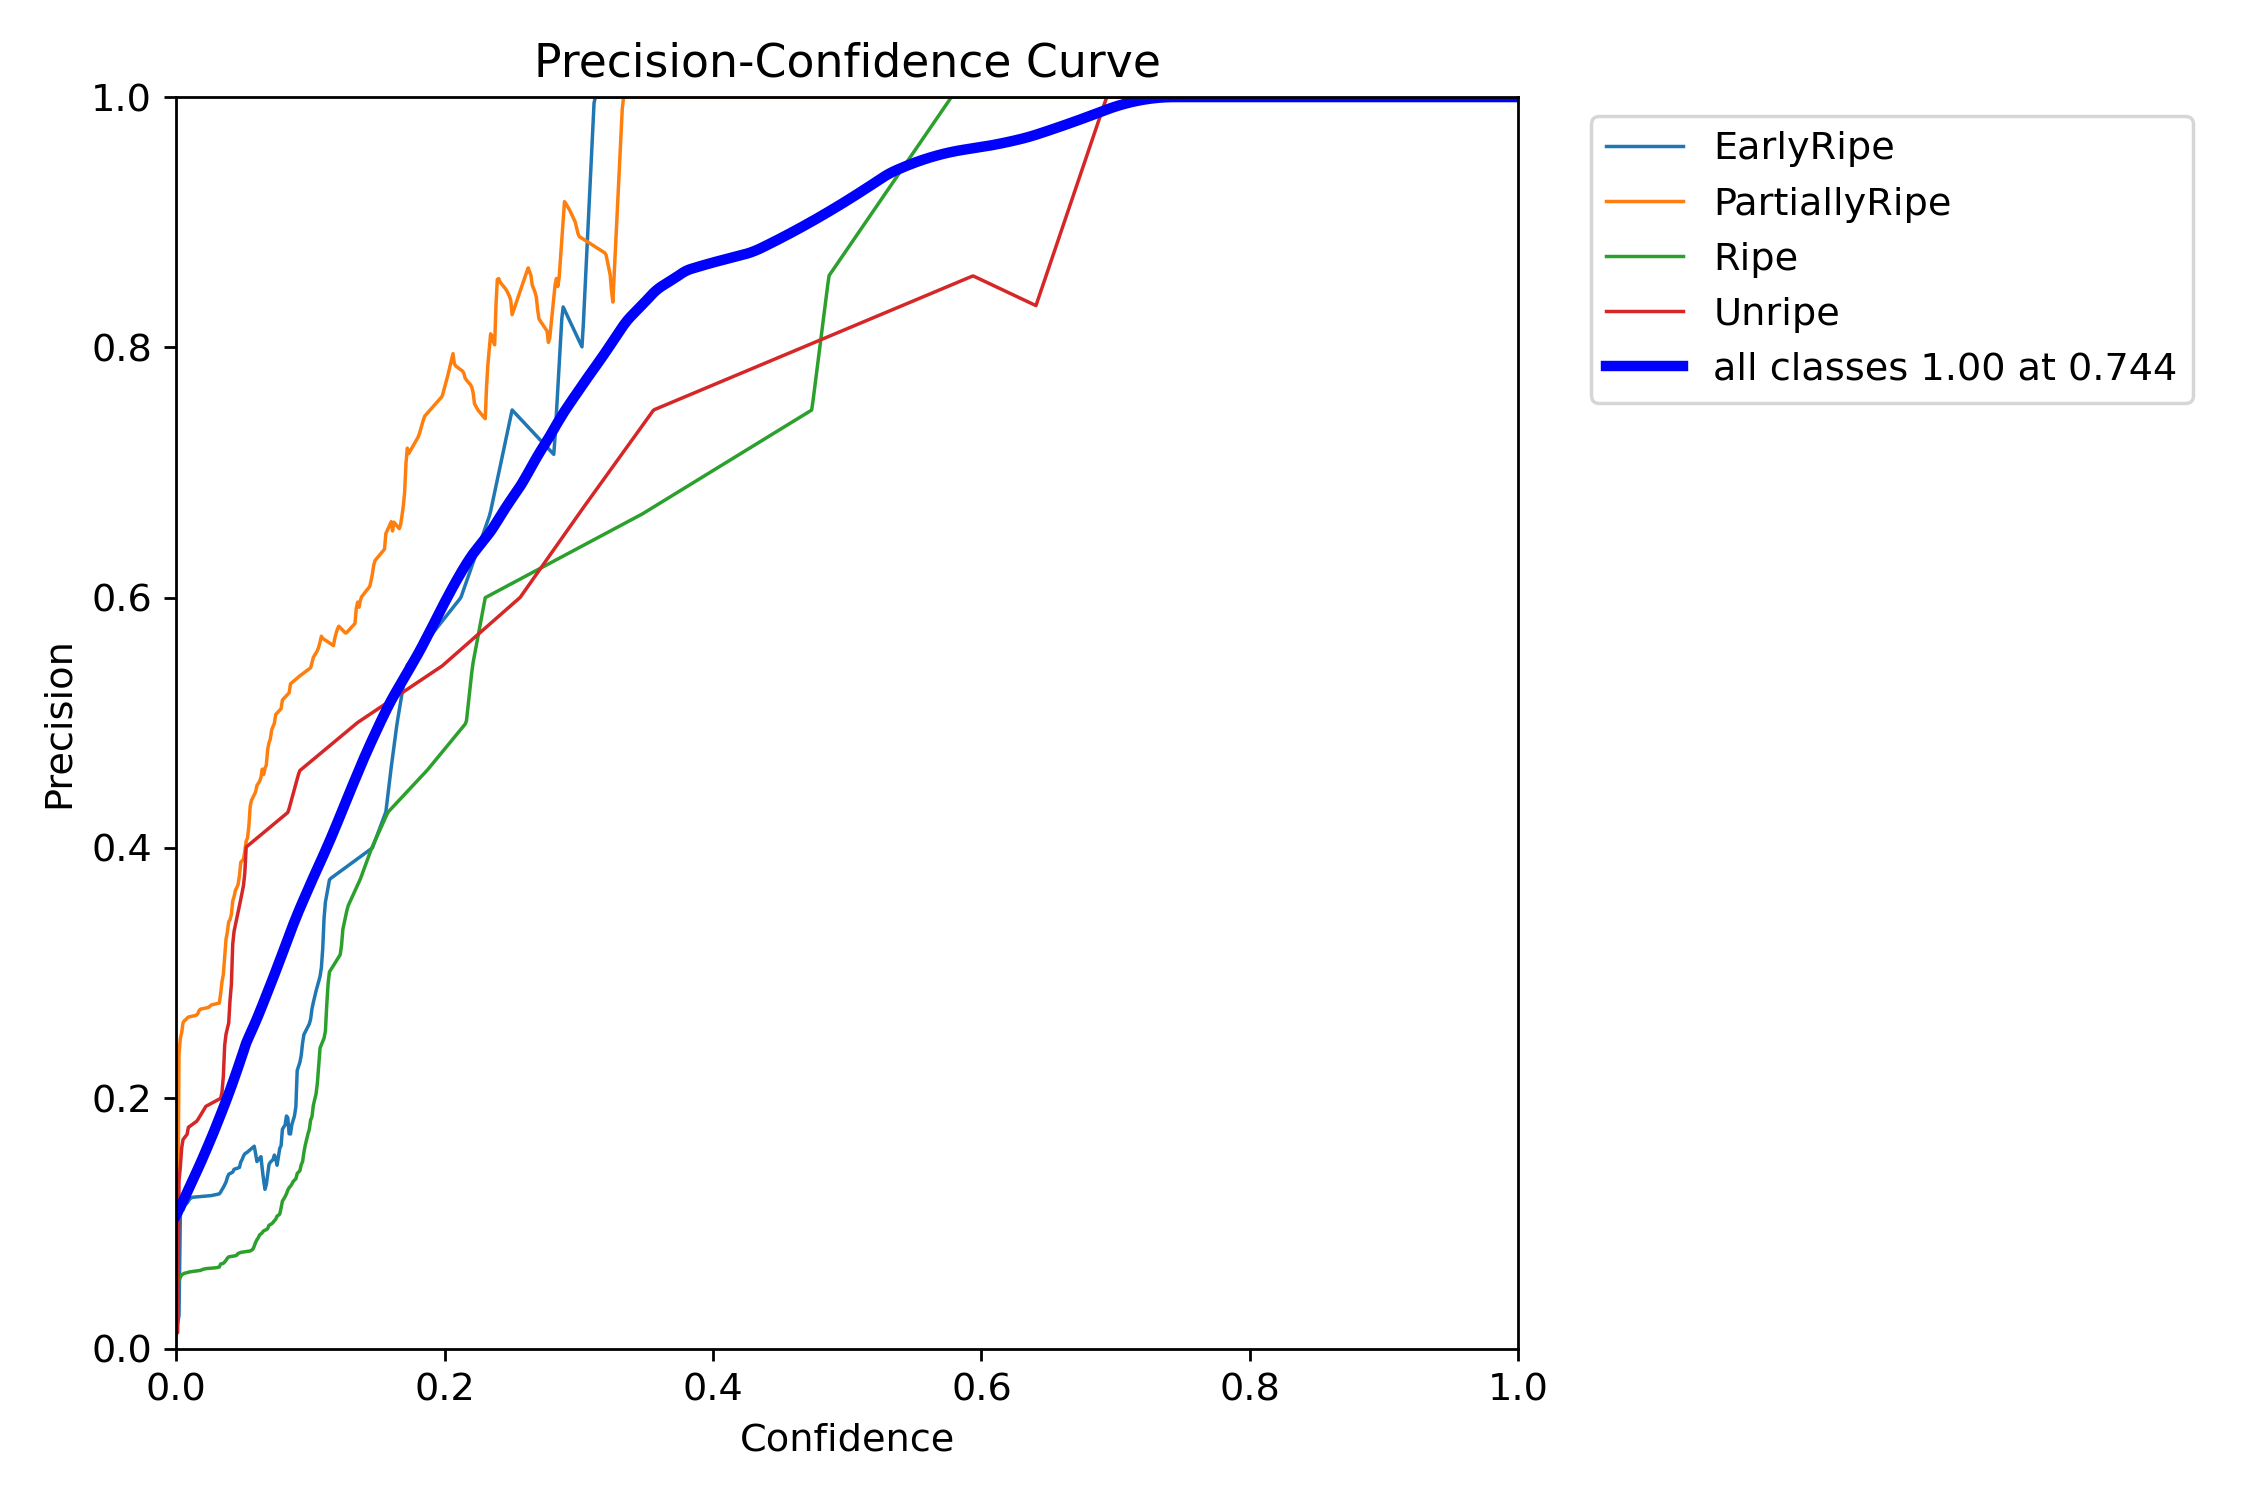 Precision-Confidence Curve
1.0
0.8
0.6
0.4
0.2
0.0
Precision
0.0 0.2 0.4 0.6 0.8 1.0
Confidence
EarlyRipe
PartiallyRipe
Ripe
Unripe
all classes 1.00 at 0.744